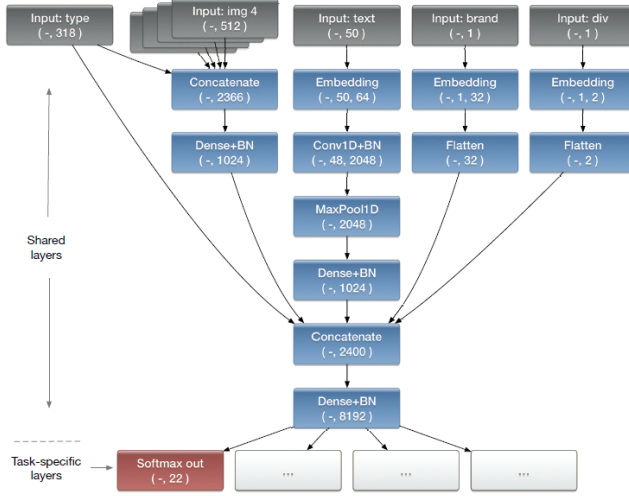 Input: type
( -, 318 )
Input: img 4
( -, 512 )
Input: text
( -, 50 )
Input: brand
( -, 1 )
Input: div
( -, 1 )
Concatenate
( -, 2366 )
Embedding
( -, 50, 64 )
Embedding
( -, 1, 32 )
Embedding
( -, 1, 2 )
Dense+BN
( -, 1024 )
Conv1D+BN
( -, 48, 2048 )
Flatten
( -, 32 )
Flatten
( -, 2 )
MaxPool1D
( -, 2048 )
Shared
layers
Dense+BN
( -, 1024 )
Concatenate
( -, 2400 )
Dense+BN
( -, 8192 )
Task-specific
layers
Softmax out
( -, 22 )
...
...
...